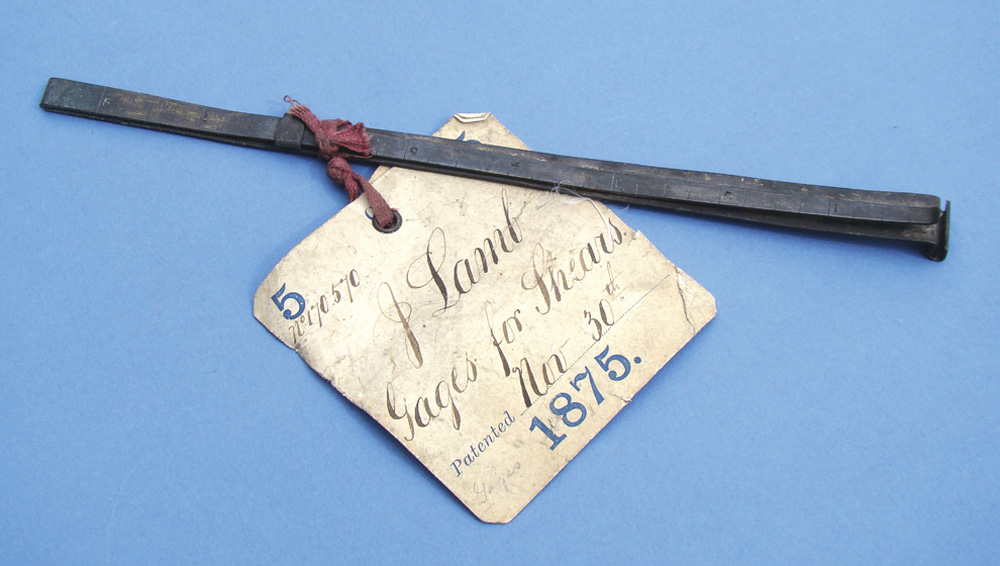 5
No 170570
J. Lamb
Gages for Shears.
Patented Nov 30th
1875.
Gages